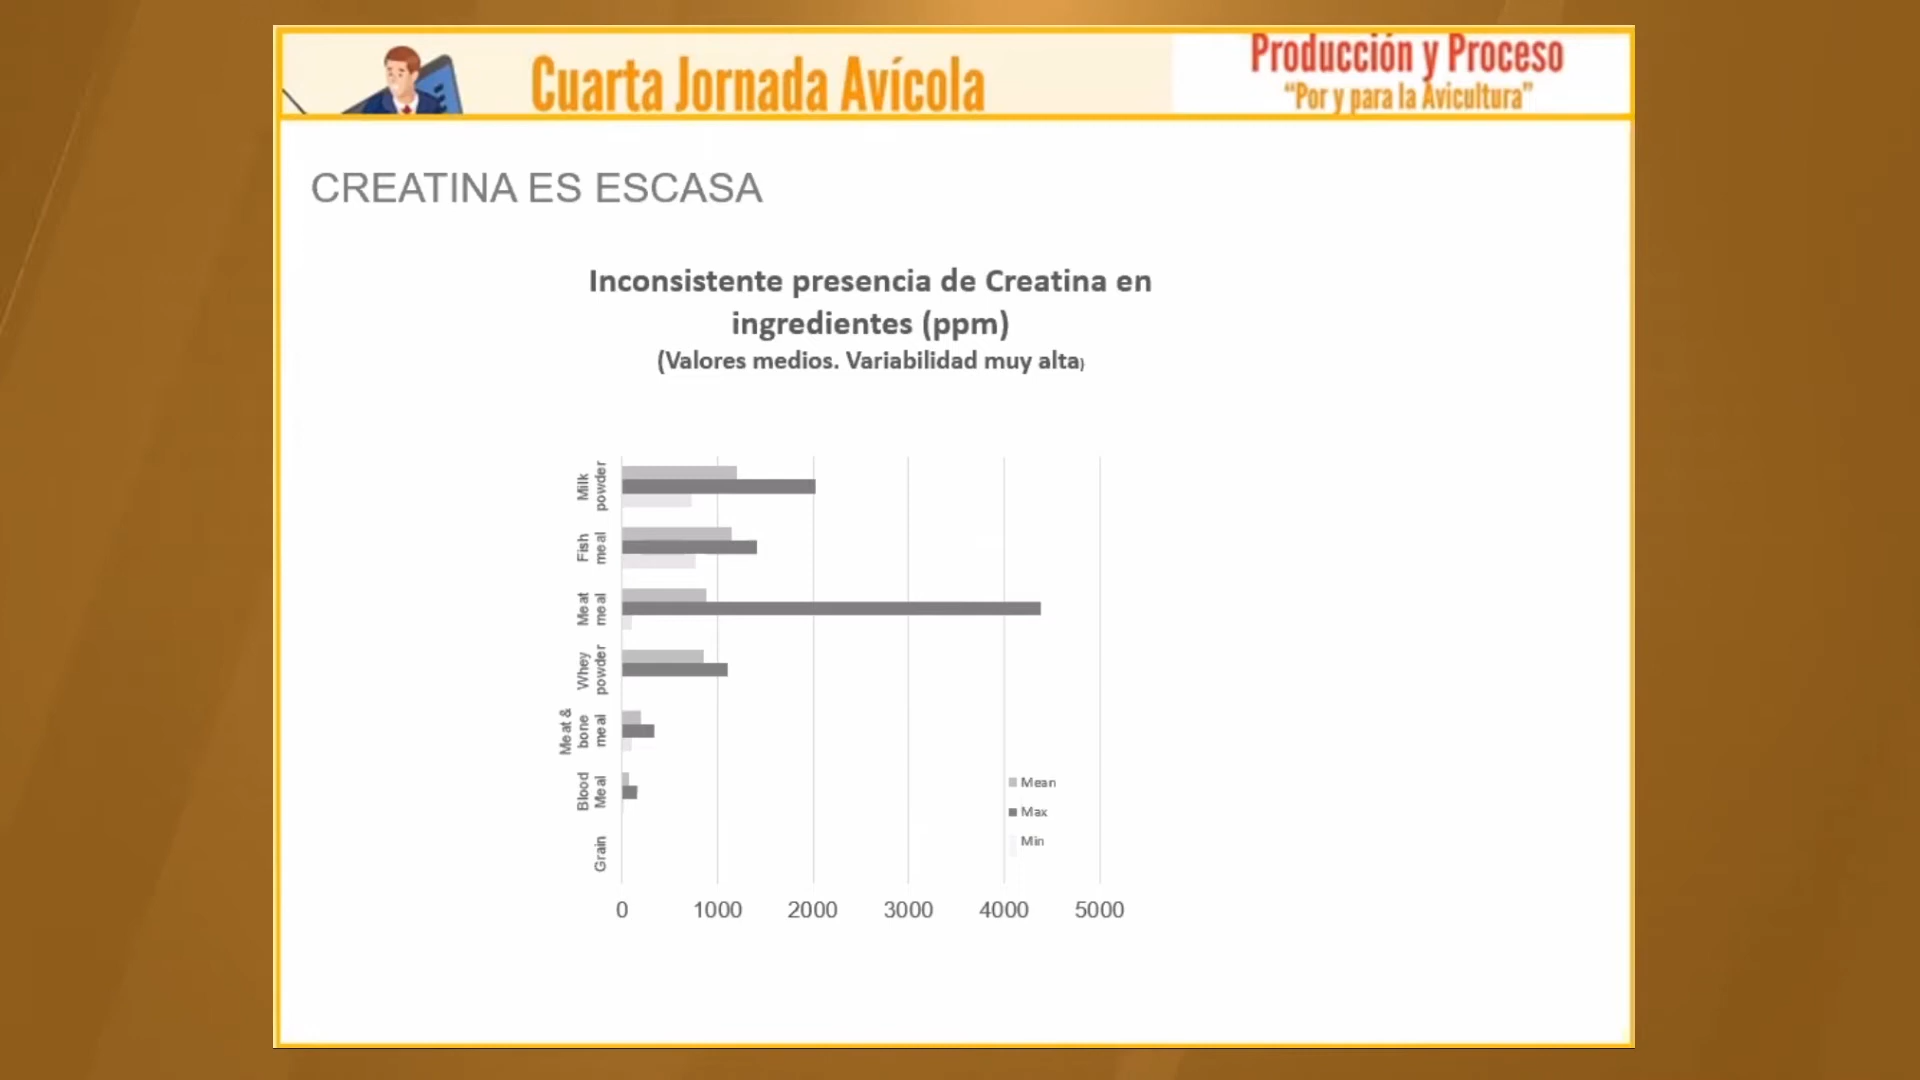 Cuarta Jornada Avícola
Producción y Proceso
“Por y para la Avicultura”
CREATINA ES ESCASA
Inconsistente presencia de Creatina en
ingredientes (ppm)
(Valores medios. Variabilidad muy alta)
Milk
powder
Fish
meal
Meat
meal
Whey
powder
Meat &
bone
meal
Blood
Meal
Grain
Mean
Max
Min
0 1000 2000 3000 4000 5000